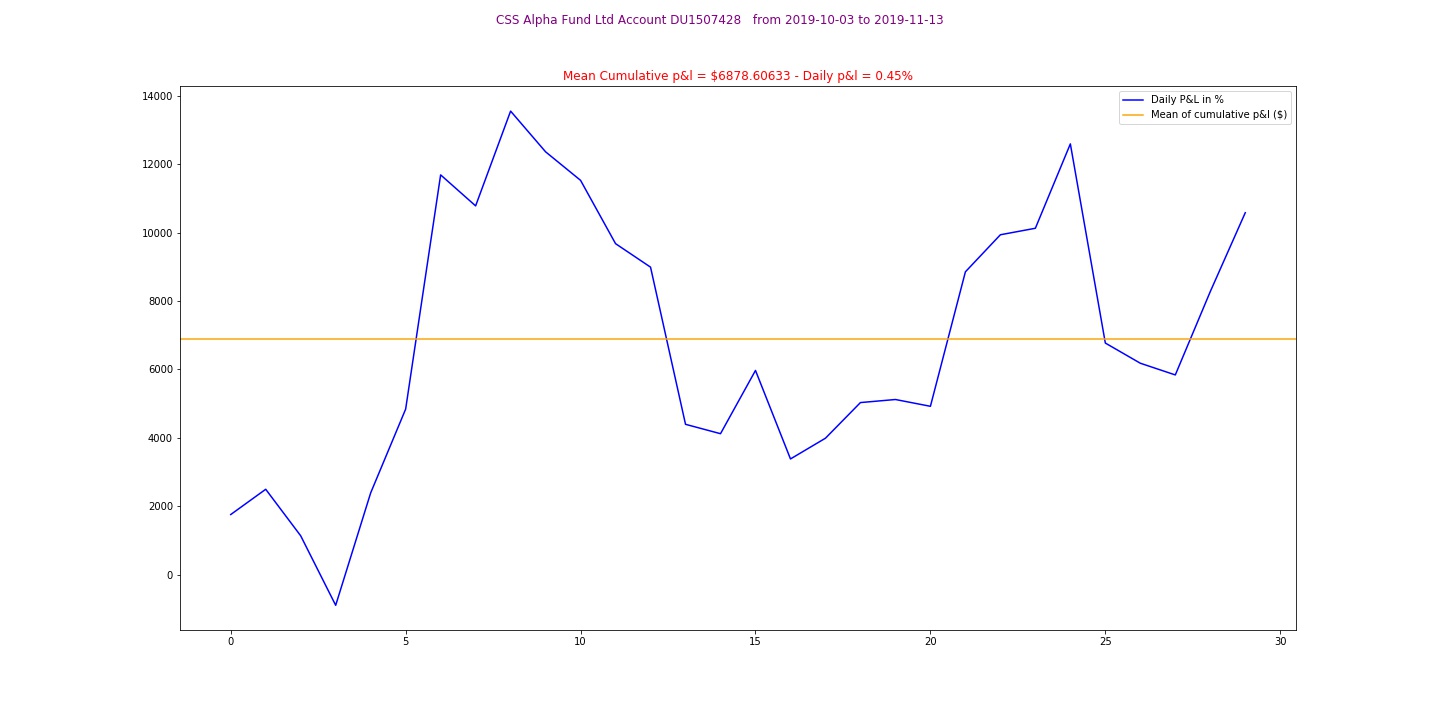 CSS Alpha Fund Ltd Account DU1507428   from 2019-10-03 to 2019-11-13
Mean Cumulative p&l = $6878.60633 - Daily p&l = 0.45%
Daily P&L in %
Mean of cumulative p&l ($)
14000
12000
10000
8000
6000
4000
2000
0
0 5 10 15 20 25 30